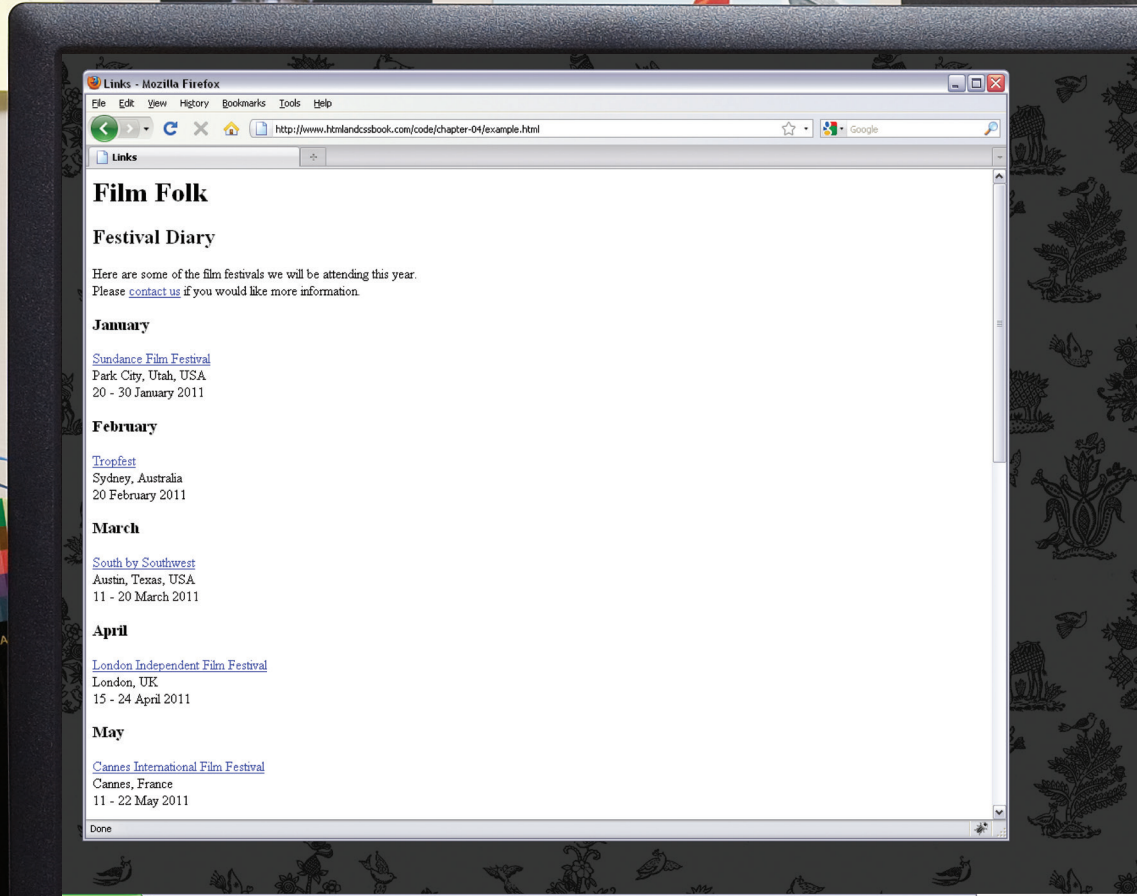 Links - Mozilla Firefox
File Edit View History Bookmarks Tools Help
http://www.htmlandcssbook.com/code/chapter-04/example.html
Google
Links
Film Folk
Festival Diary
Here are some of the film festivals we will be attending this year.
Please contact us if you would like more information.
January
Sundance Film Festival
Park City, Utah, USA
20 - 30 January 2011
February
Tropfest
Sydney, Australia
20 February 2011
March
South by Southwest
Austin, Texas, USA
11 - 20 March 2011
April
London Independent Film Festival
London, UK
15 - 24 April 2011
May
Cannes International Film Festival
Cannes, France
11 - 22 May 2011
Done